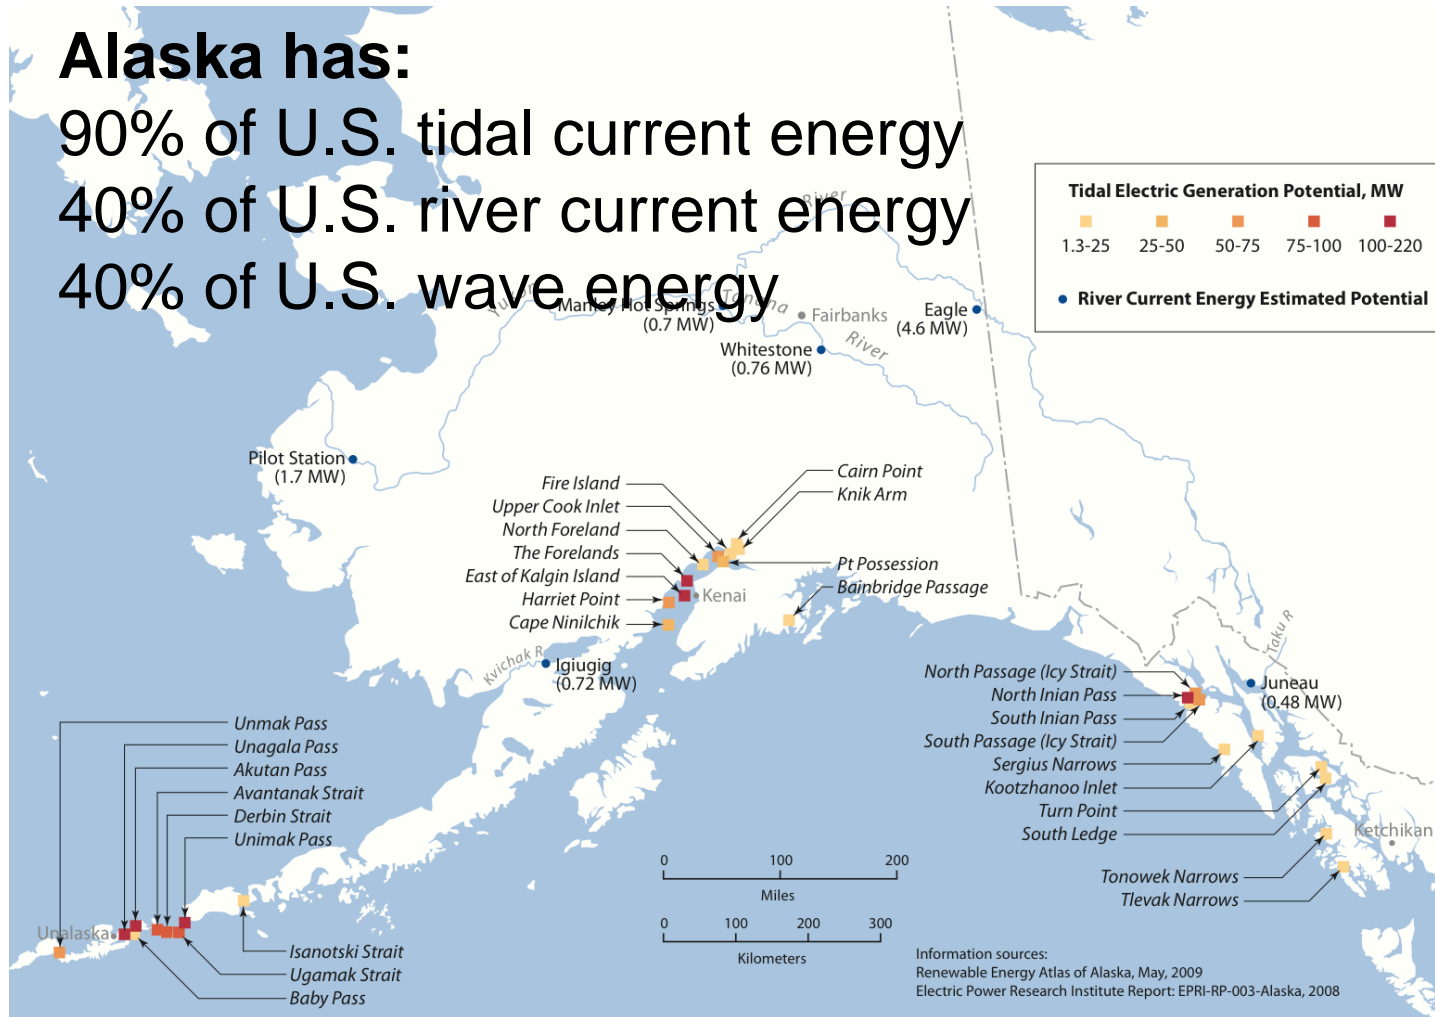 Alaska has:
90% of U.S. tidal current energy
40% of U.S. river current energy
40% of U.S. wave energy
Tidal Electric Generation Potential, MW
1.3-25
25-50
50-75
75-100
100-220
River Current Energy Estimated Potential
River
Yukon
Manley Hot Springs
(0.7 MW)
Tanana
River
Fairbanks
Eagle
(4.6 MW)
Whitestone
(0.76 MW)
Pilot Station
(1.7 MW)
Fire Island
Upper Cook Inlet
North Foreland
The Forelands
East of Kalgin Island
Harriet Point
Cape Ninilchik
Cairn Point
Knik Arm
Pt Possession
Bainbridge Passage
Kenai
Kvichak R
Igiugig
(0.72 MW)
Taku R
North Passage (Icy Strait)
North Inian Pass
South Inian Pass
South Passage (Icy Strait)
Sergius Narrows
Kootzhanoo Inlet
Turn Point
South Ledge
Tonowek Narrows
Tlevak Narrows
Juneau
(0.48 MW)
Ketchikan
Unmak Pass
Unagala Pass
Akutan Pass
Avantanak Strait
Derbin Strait
Unimak Pass
Unalaska
Isanotski Strait
Ugamak Strait
Baby Pass
0 100 200
Miles
0 100 200 300
Kilometers
Information sources:
Renewable Energy Atlas of Alaska, May, 2009
Electric Power Research Institute Report: EPRI-RP-003-Alaska, 2008